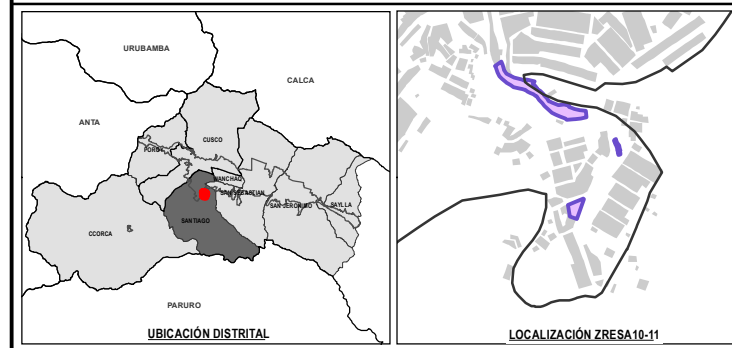 URUBAMBA
CALCA
ANTA
CUSCO
POROY
WANCHAQ
SAN SEBASTIAN
SAN JERONIMO
SAYLLA
SANTIAGO
CCORCA
PARURO
UBICACIÓN DISTRITAL
LOCALIZACIÓN ZRESA10-11